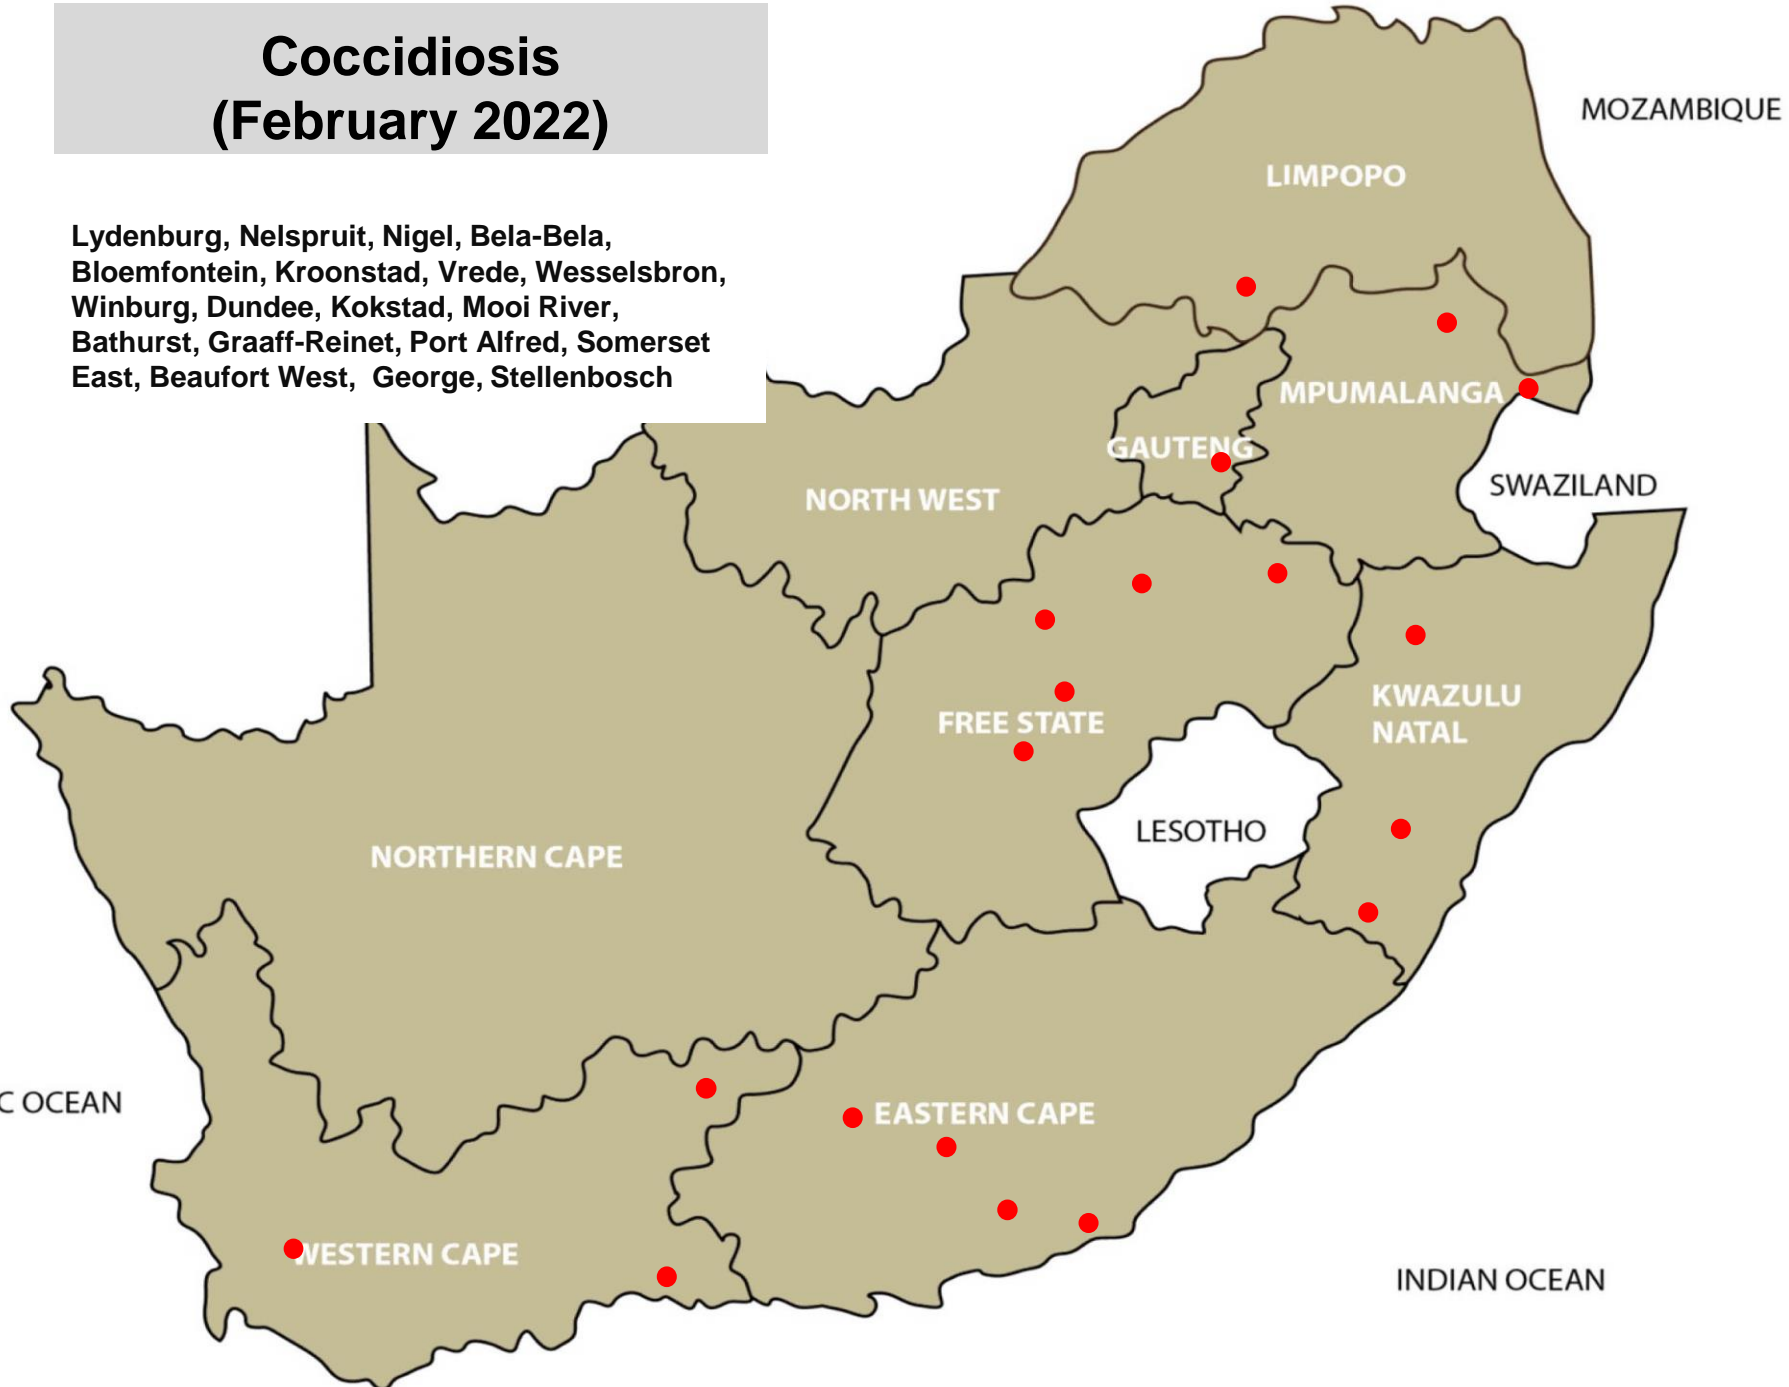 Coccidiosis
(February 2022)
Lydenburg, Nelspruit, Nigel, Bela-Bela,
Bloemfontein, Kroonstad, Vrede, Wesselsbron,
Winburg, Dundee, Kokstad, Mooi River,
Bathurst, Graaff-Reinet, Port Alfred, Somerset
East, Beaufort West, George, Stellenbosch
MOZAMBIQUE
LIMPOPO
MPUMALANGA
GAUTENG
SWAZILAND
NORTH WEST
KWAZULU
NATAL
FREE STATE
LESOTHO
NORTHERN CAPE
C OCEAN
EASTERN CAPE
WESTERN CAPE
INDIAN OCEAN